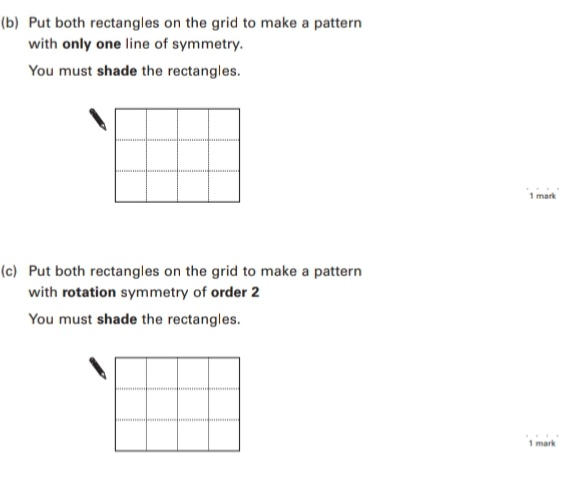 (b) Put both rectangles on the grid to make a pattern
with only one line of symmetry.
You must shade the rectangles.
1 mark
(c) Put both rectangles on the grid to make a pattern
with rotation symmetry of order 2
You must shade the rectangles.
1 mark